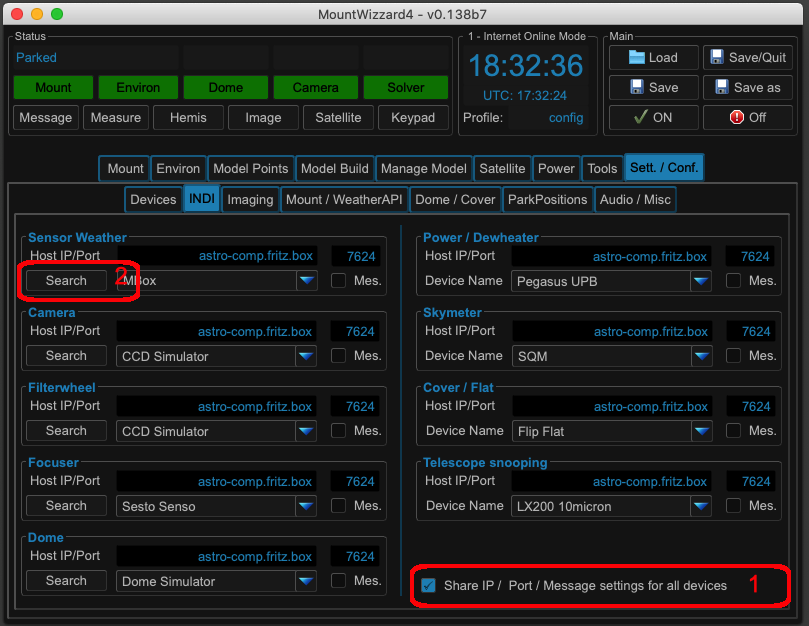 MountWizzard4 - v0.138b7
Status
Parked
Mount Environ Dome Camera Solver
Message Measure Hemis Image Satellite Keypad
1 - Internet Online Mode
18:32:36
UTC: 17:32:24
Profile: config
Main
Load Save/Quit
Save Save as
ON Off
Mount Environ Model Points Model Build Manage Model Satellite Power Tools Sett. / Conf.
Devices INDI Imaging Mount / WeatherAPI Dome / Cover ParkPositions Audio / Misc
Sensor Weather
Host IP/Port astro-comp.fritz.box 7624
Search 2 MBox Mes.
Camera
Host IP/Port astro-comp.fritz.box 7624
Search CCD Simulator Mes.
Filterwheel
Host IP/Port astro-comp.fritz.box 7624
Search CCD Simulator Mes.
Focuser
Host IP/Port astro-comp.fritz.box 7624
Search Sesto Senso Mes.
Dome
Host IP/Port astro-comp.fritz.box 7624
Search Dome Simulator Mes.
Power / Dewheater
Host IP/Port astro-comp.fritz.box 7624
Device Name Pegasus UPB Mes.
Skymeter
Host IP/Port astro-comp.fritz.box 7624
Device Name SQM Mes.
Cover / Flat
Host IP/Port astro-comp.fritz.box 7624
Device Name Flip Flat Mes.
Telescope snooping
Host IP/Port astro-comp.fritz.box 7624
Device Name LX200 10micron Mes.
Share IP / Port / Message settings for all devices 1